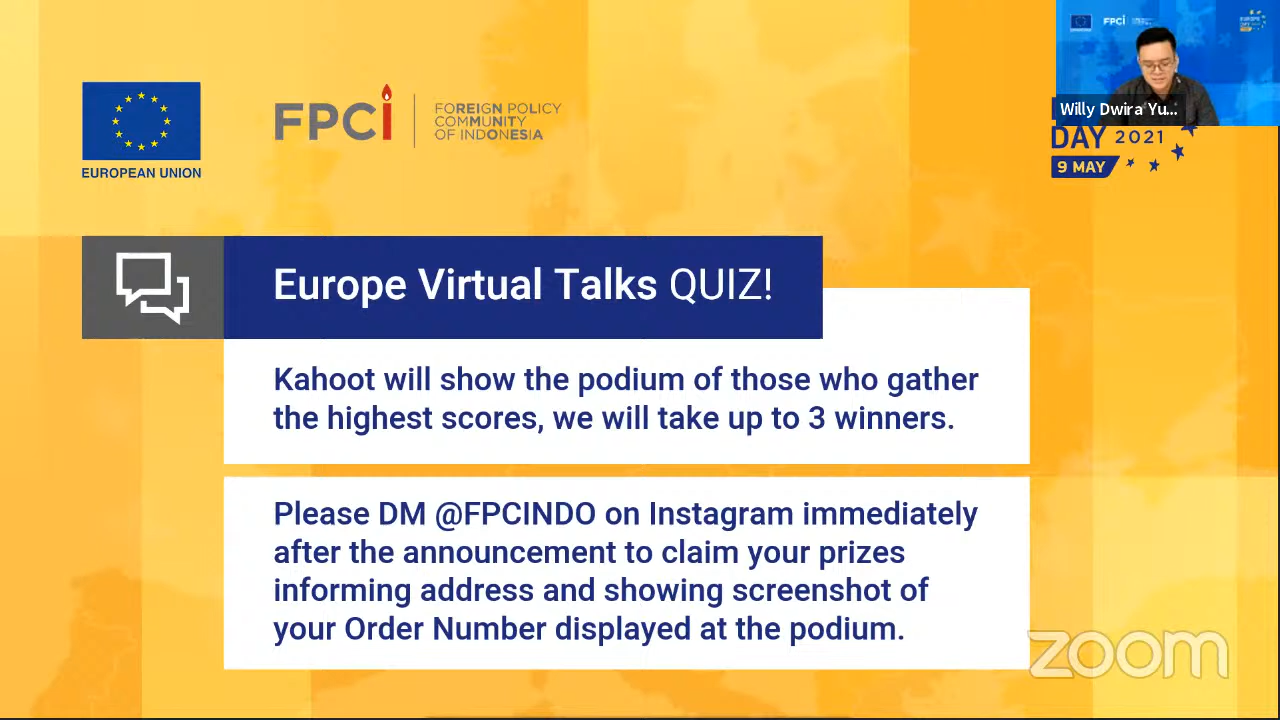 EUROPEAN UNION
FPCi
FOREIGN POLICY
COMMUNITY
OF INDONESIA
FPCi
Willy Dwira Yu...
DAY 2021
9 MAY
Europe Virtual Talks QUIZ!
Kahoot will show the podium of those who gather
the highest scores, we will take up to 3 winners.
Please DM @FPCINDO on Instagram immediately
after the announcement to claim your prizes
informing address and showing screenshot of
your Order Number displayed at the podium.
zoom